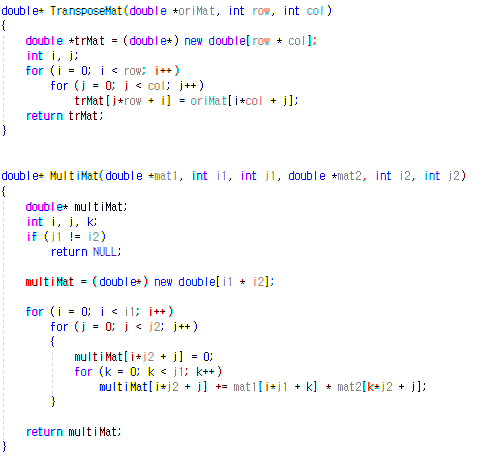 double* TransposeMat(double *oriMat, int row, int col)
{
    double *trMat = (double*) new double[row * col];
    int i, j;
    for (i = 0; i < row; i++)
        for (j = 0; j < col; j++)
            trMat[j*row + i] = oriMat[i*col + j];
    return trMat;
}
double* MultiMat(double *mat1, int i1, int j1, double *mat2, int i2, int j2)
{
    double* multiMat;
    int i, j, k;
    if (j1 != i2)
        return NULL;
    multiMat = (double*) new double[i1 * i2];
    for (i = 0; i < i1; i++)
        for (j = 0; j < j2; j++)
        {
            multiMat[i*j2 + j] = 0;
            for (k = 0; k < j1; k++)
                multiMat[i*j2 + j] += mat1[i*j1 + k] * mat2[k*j2 + j];
        }
    return multiMat;
}